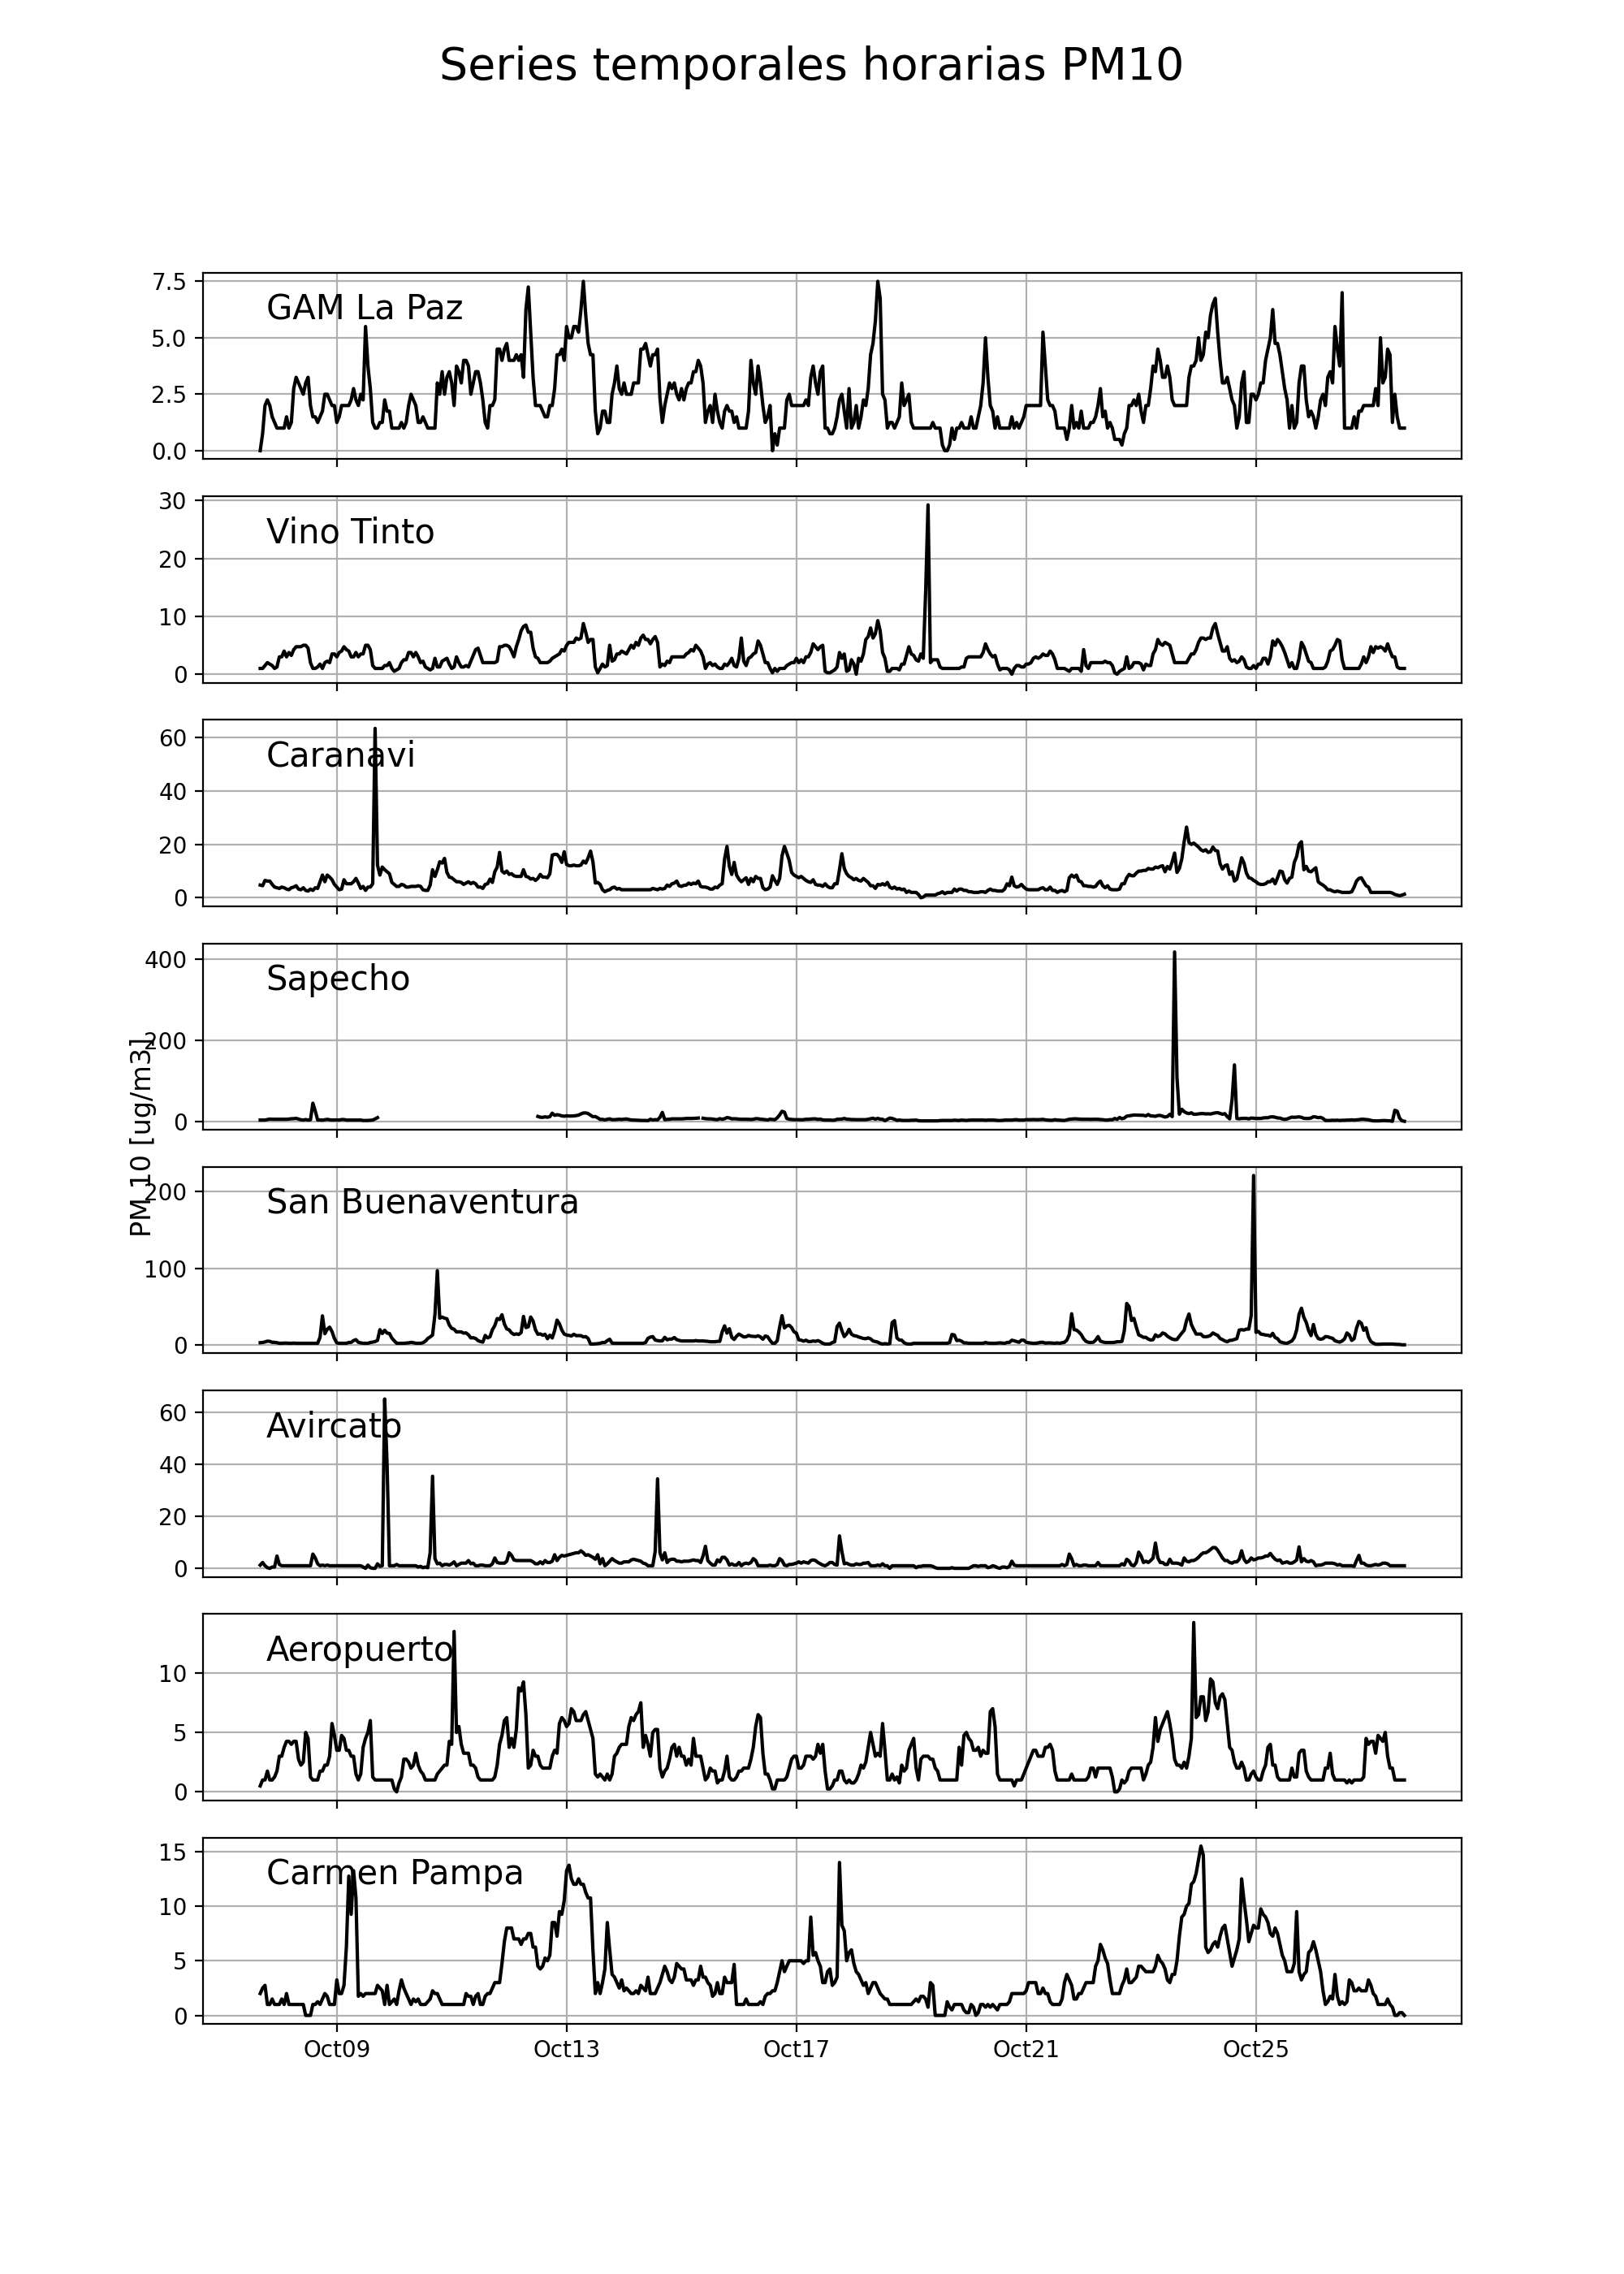 Series temporales horarias PM10
7.5
5.0
2.5
0.0
GAM La Paz
30
20
10
0
Vino Tinto
60
40
20
0
Caranavi
400
200
0
Sapecho
PM 10 [ug/m3]
200
100
0
San Buenaventura
60
40
20
0
Avircato
10
5
0
Aeropuerto
15
10
5
0
Carmen Pampa
Oct09 Oct13 Oct17 Oct21 Oct25